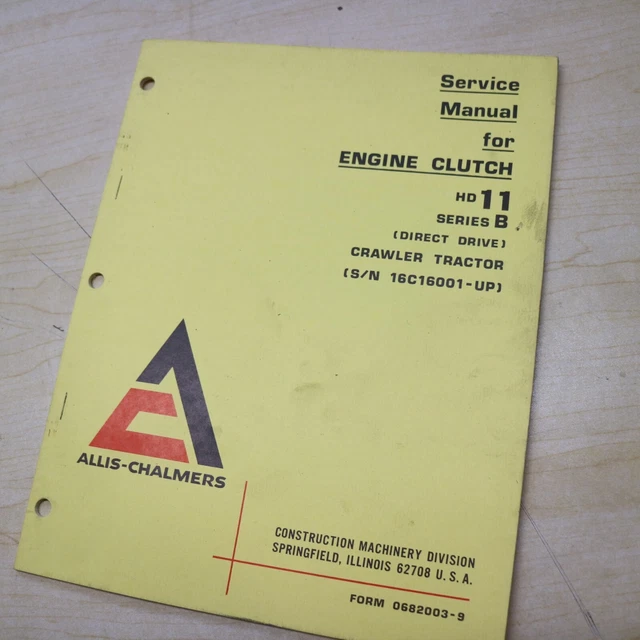 Service
Manual
for
ENGINE CLUTCH
HD 11
SERIES B
(DIRECT DRIVE)
CRAWLER TRACTOR
(S/N 16C16001-UP)
ALLIS-CHALMERS
CONSTRUCTION MACHINERY DIVISION
SPRINGFIELD, ILLINOIS 62708 U.S.A.
FORM 0682003-9